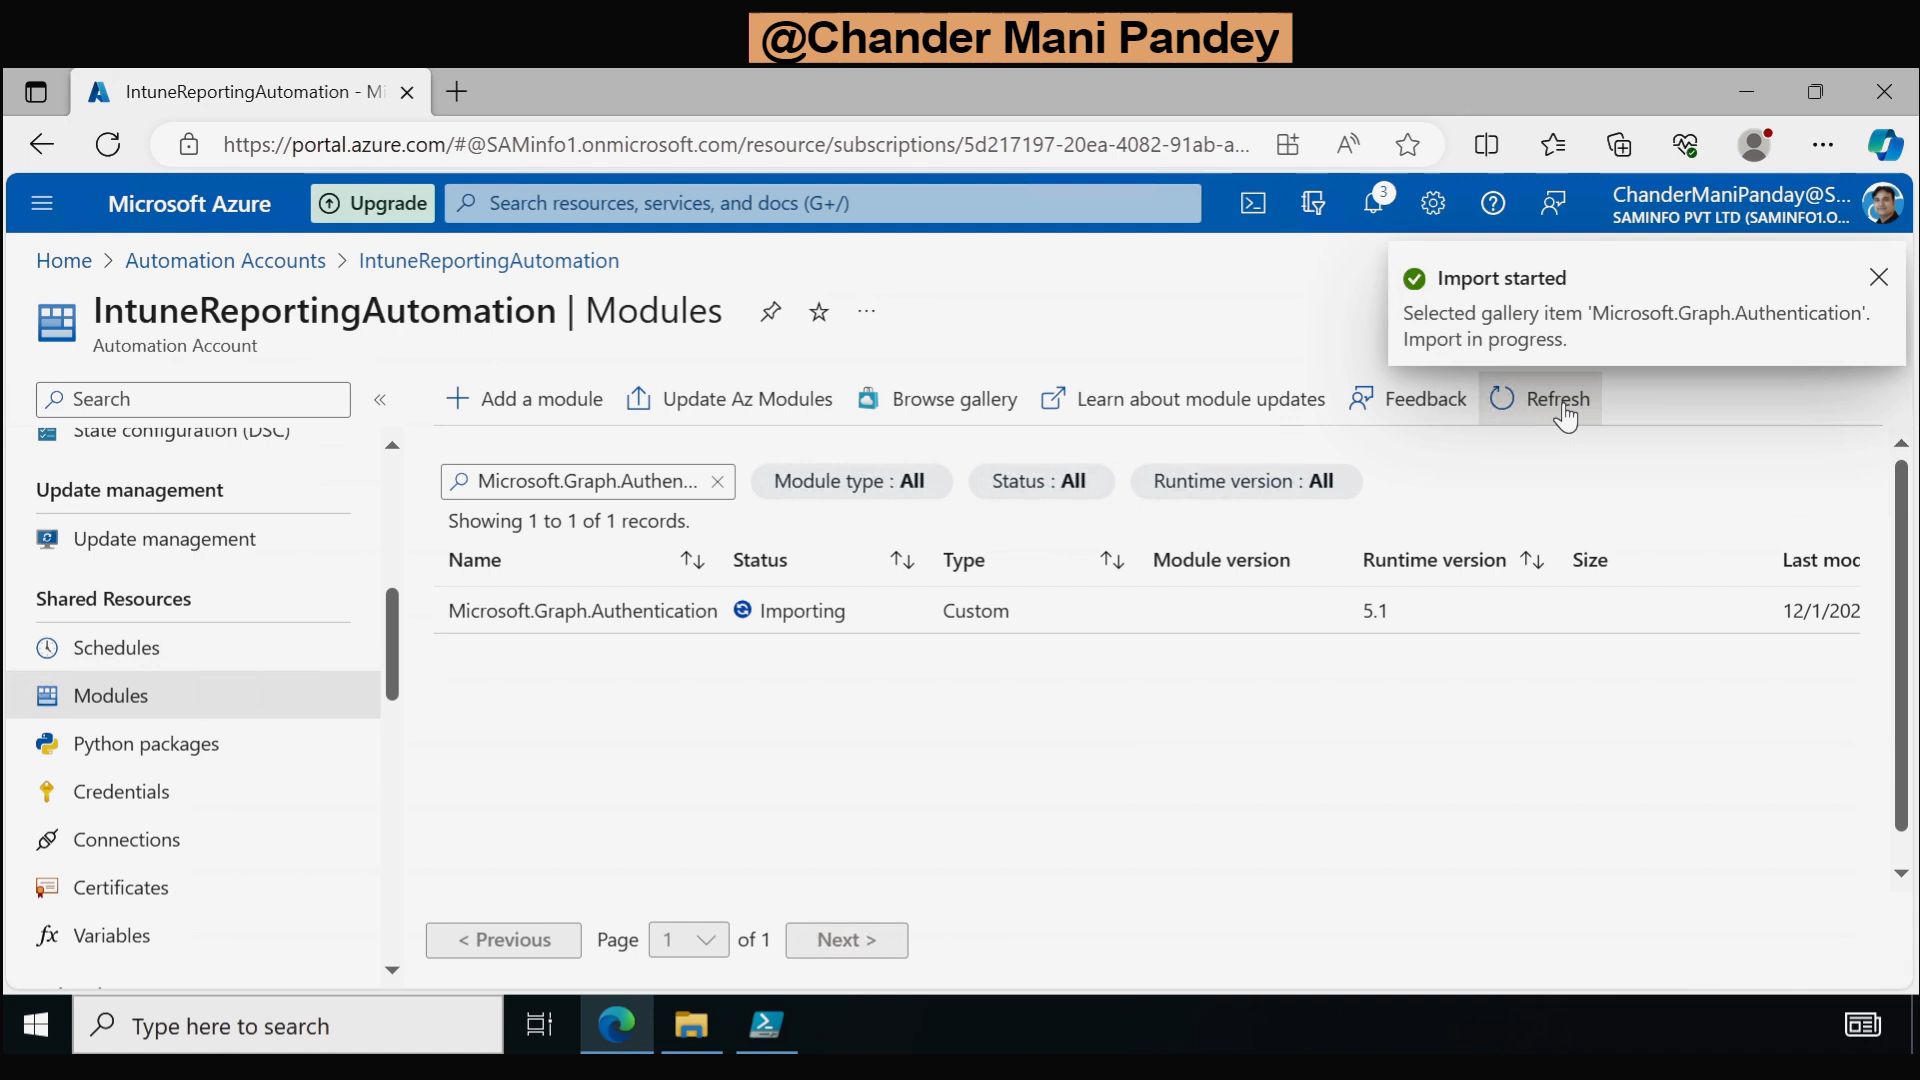 @Chander Mani Pandey
IntuneReportingAutomation - Mi
https://portal.azure.com/#@SAMinfo1.onmicrosoft.com/resource/subscriptions/5d217197-20ea-4082-91ab-a...
Microsoft Azure
Upgrade
Search resources, services, and docs (G+/)
3
ChanderManiPanday@S...
SAMINFO PVT LTD (SAMINFO1.O...
Home > Automation Accounts > IntuneReportingAutomation
IntuneReportingAutomation | Modules
Automation Account
Import started
Selected gallery item 'Microsoft.Graph.Authentication'.
Import in progress.
Search
Add a module
Update Az Modules
Browse gallery
Learn about module updates
Feedback
Refresh
State configuration (DSC)
Update management
Update management
Shared Resources
Schedules
Modules
Python packages
Credentials
Connections
Certificates
Variables
Microsoft.Graph.Authen...
Module type : All
Status : All
Runtime version : All
Showing 1 to 1 of 1 records.
Name Status Type Module version Runtime version Size Last mod
Microsoft.Graph.Authentication Importing Custom 5.1 12/1/202
< Previous Page 1 of 1 Next >
Type here to search